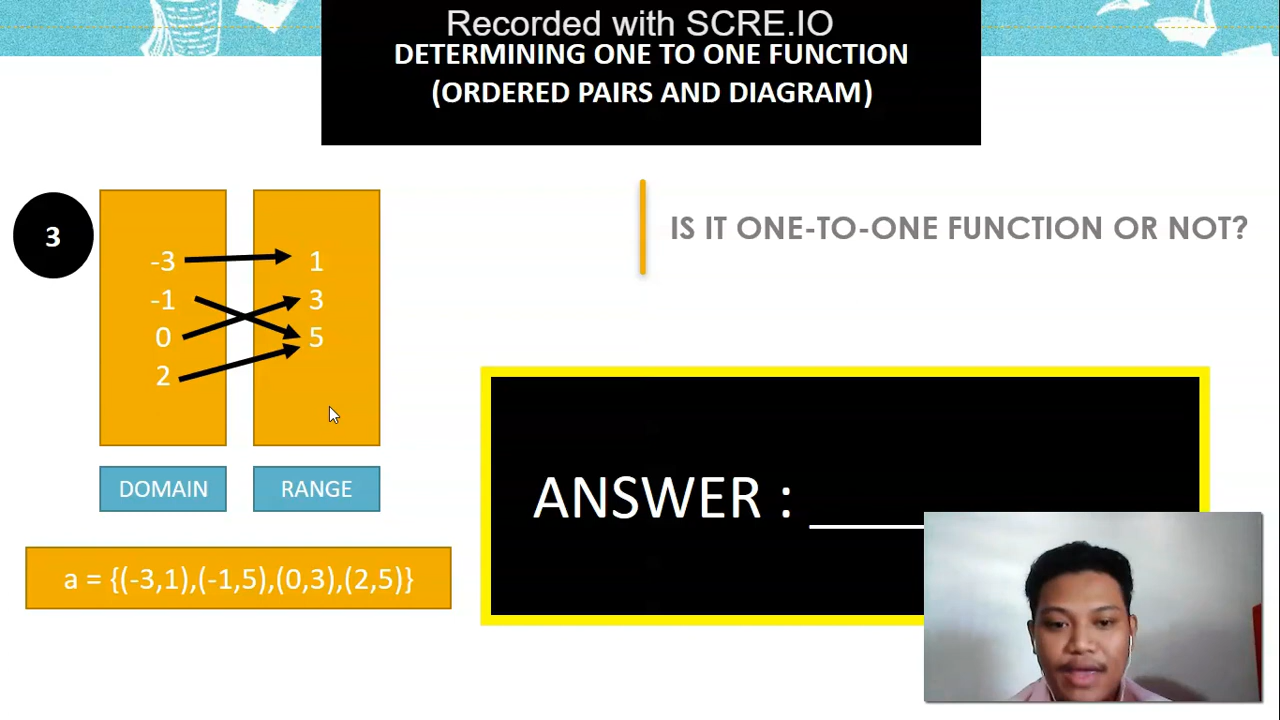 Recorded with SCRE.IO
DETERMINING ONE TO ONE FUNCTION
(ORDERED PAIRS AND DIAGRAM)
3
-3
-1
0
2
1
3
5
DOMAIN
RANGE
a = {(-3,1),(-1,5),(0,3),(2,5)}
IS IT ONE-TO-ONE FUNCTION OR NOT?
ANSWER : ______